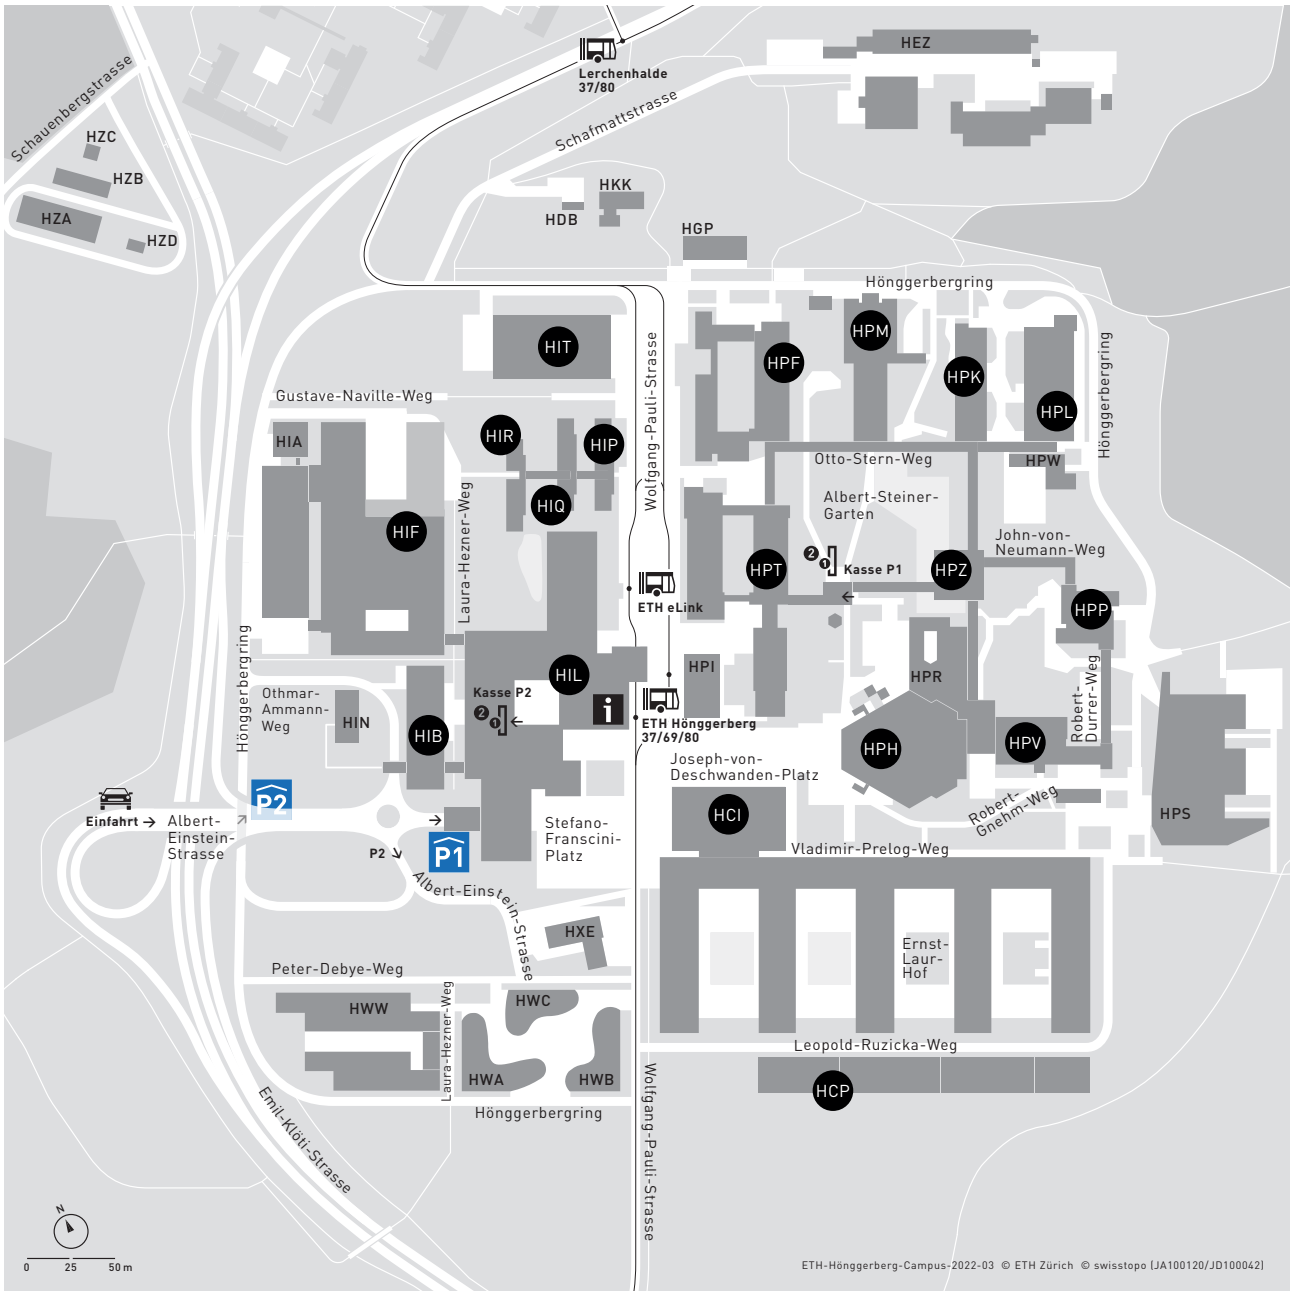 HEZ
Lerchenhalde
37/80
Schauenbergstrasse
Schafmattstrasse
HZC
HZB
HZA
HZD
HKK
HDB
HGP
Hönggerbergring
HIT
HPM
HPF
HPK
HPL
Wolfgang-Pauli-Strasse
Hönggerbergring
Gustave-Naville-Weg
HIA
HIR
HIP
Otto-Stern-Weg
HPW
HIQ
HIF
Laura-Hezner-Weg
Albert-Steiner-
Garten
John-von-
Neumann-Weg
2
1
Kasse P1
HPT
HPZ
ETH eLink
HPP
Hönggerbergring
HIL
HPI
HPR
Robert-
Durrer-Weg
Othmar-
Ammann-
Weg
HIN
Kasse P2
2
1
i
HIB
ETH Hönggerberg
37/69/80
HPH
HPV
Joseph-von-
Deschwanden-Platz
P2
Einfahrt
Albert-
Einstein-
Strasse
HCI
Robert-
Gnehm-Weg
HPS
Stefano-
Franscini-
Platz
P2
P1
Vladimir-Prelog-Weg
Albert-Einstein-Strasse
HXE
Ernst-
Laur-
Hof
Peter-Debye-Weg
HWW
Laura-Hezner-Weg
HWC
HWA
HWB
Leopold-Ruzicka-Weg
HCP
Hönggerbergring
Emil-Klöti-Strasse
Wolfgang-Pauli-Strasse
N
0 25 50 m
ETH-Hönggerberg-Campus-2022-03 © ETH Zürich © swisstopo (JA100120/JD100042)